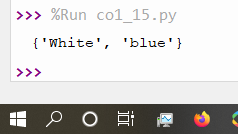 >>> %Run co1_15.py
{'White', 'blue'}
>>>